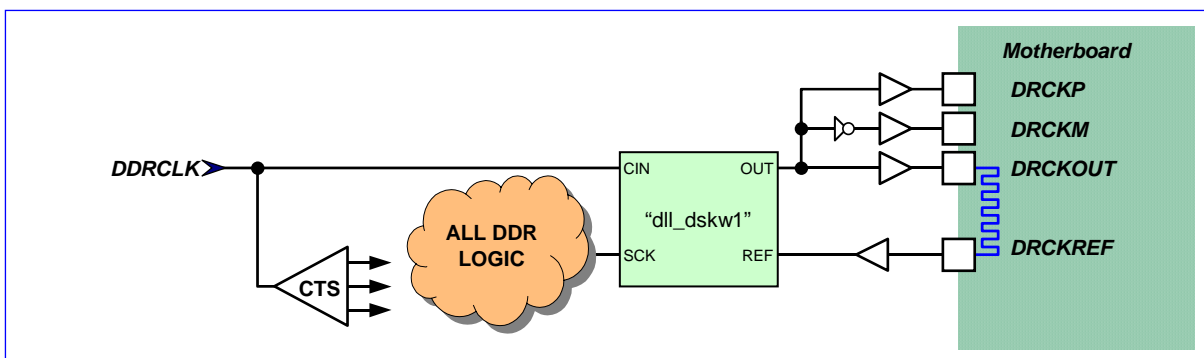 Motherboard
DRCKP
DRCKM
DDRCLK
CIN
OUT
DRCKOUT
"dll_dskw1"
ALL DDR
LOGIC
SCK
REF
DRCKREF
CTS